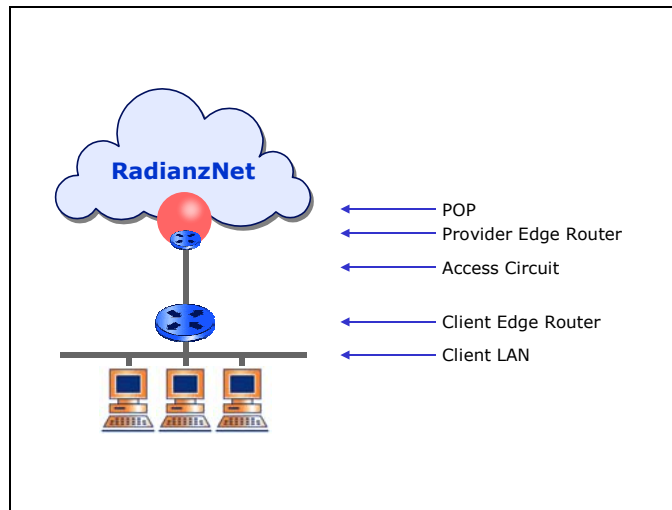 RadianzNet
POP
Provider Edge Router
Access Circuit
Client Edge Router
Client LAN